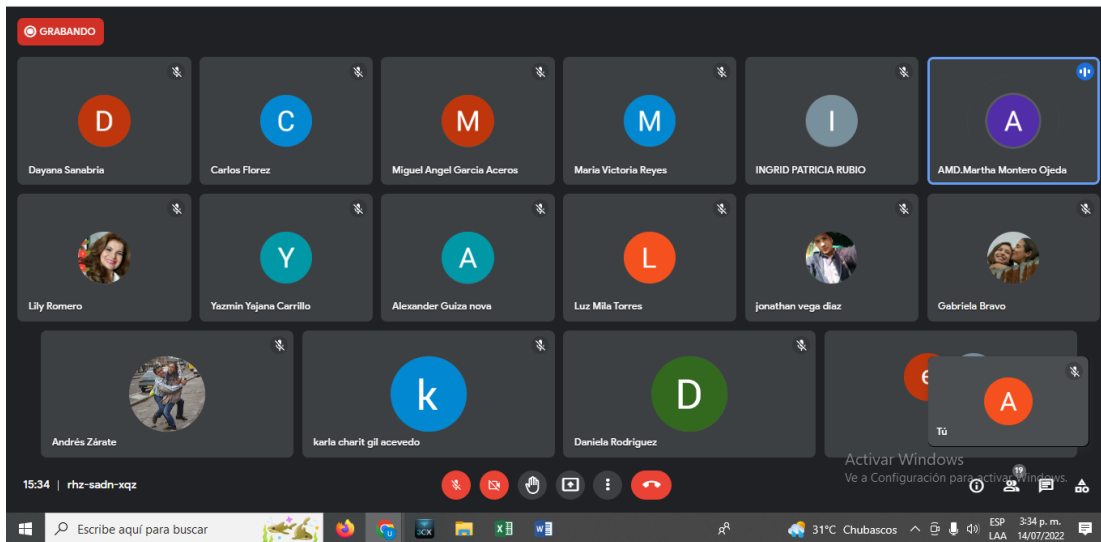 GRABANDO
D
C
M
M
I
A
Dayana Sanabria
Carlos Florez
Miguel Angel Garcia Aceros
Maria Victoria Reyes
INGRID PATRICIA RUBIO
AMD.Martha Montero Ojeda
Y
A
L
Lily Romero
Yazmin Yajana Carrillo
Alexander Guiza nova
Luz Mila Torres
jonathan vega diaz
Gabriela Bravo
k
D
e
A
Andrés Zárate
karla charit gil acevedo
Daniela Rodriguez
Tú
Activar Windows
Ve a Configuración para activar Windows.
15:34 | rhz-sadn-xqz
19
Escribe aquí para buscar
3CX
31°C Chubascos
ESP
LAA
3:34 p. m.
14/07/2022